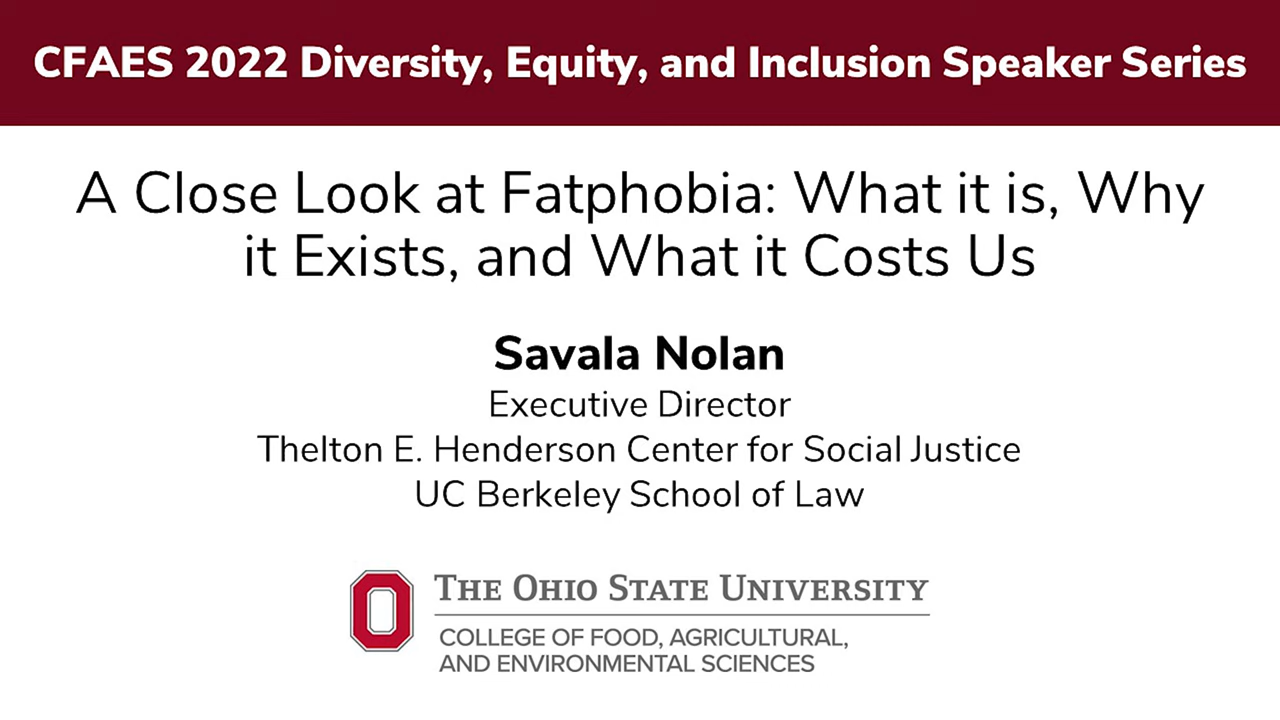 CFAES 2022 Diversity, Equity, and Inclusion Speaker Series
A Close Look at Fatphobia: What it is, Why
it Exists, and What it Costs Us
Savala Nolan
Executive Director
Thelton E. Henderson Center for Social Justice
UC Berkeley School of Law
THE OHIO STATE UNIVERSITY
COLLEGE OF FOOD, AGRICULTURAL,
AND ENVIRONMENTAL SCIENCES